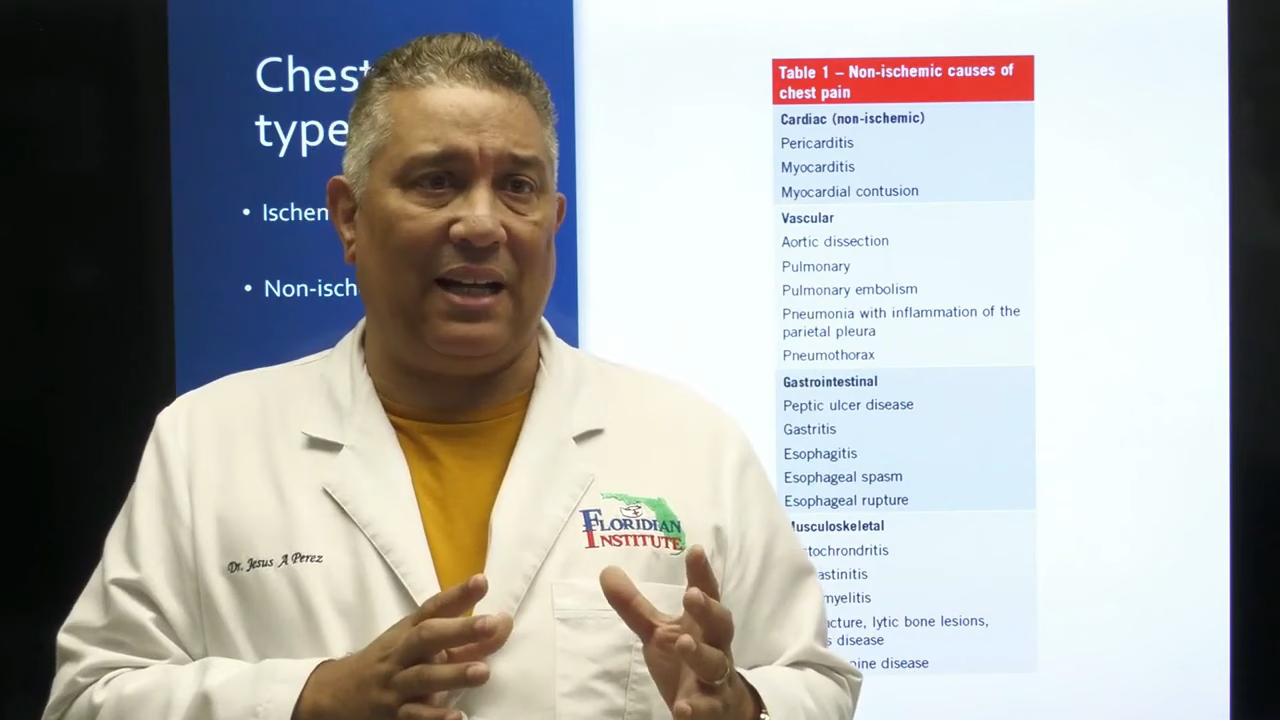 Chest
type
• Ischem
• Non-isch
Table 1 – Non-ischemic causes of
chest pain
Cardiac (non-ischemic)
Pericarditis
Myocarditis
Myocardial contusion
Vascular
Aortic dissection
Pulmonary
Pulmonary embolism
Pneumonia with inflammation of the
parietal pleura
Pneumothorax
Gastrointestinal
Peptic ulcer disease
Gastritis
Esophagitis
Esophageal spasm
Esophageal rupture
Musculoskeletal
stochrondritis
astinitis
myelitis
cture, lytic bone lesions,
s disease
pine disease
Dr. Jesus A Perez
FLORIDIAN
INSTITUTE